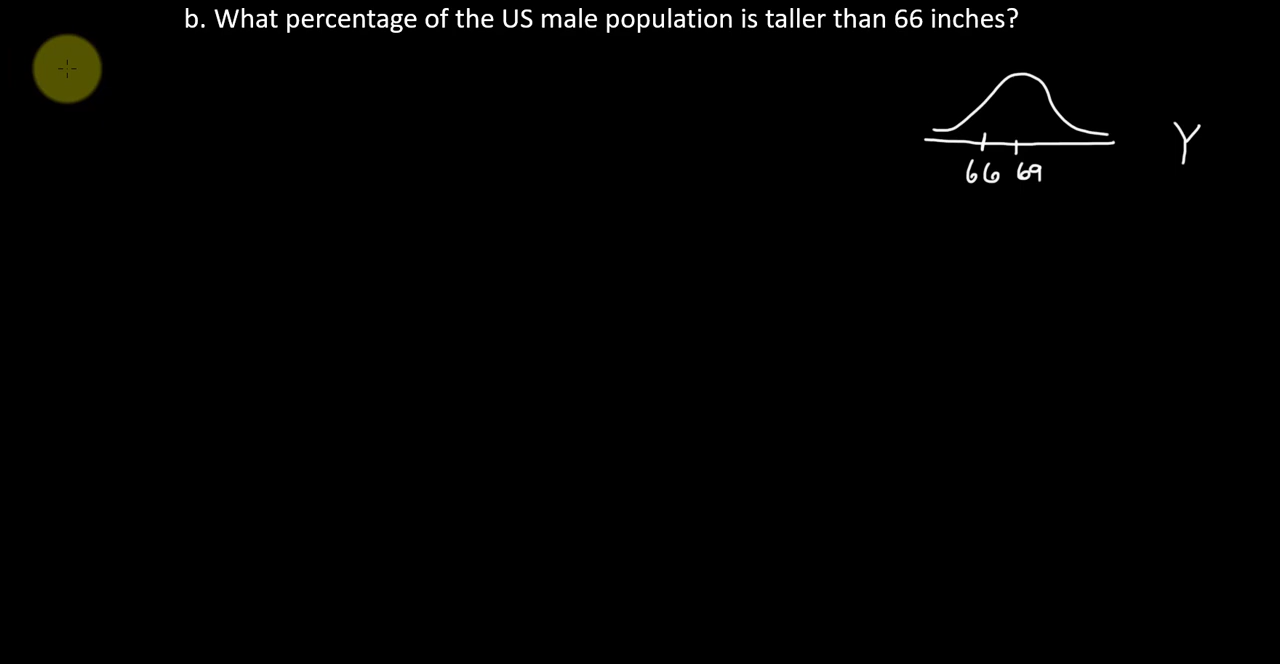 b. What percentage of the US male population is taller than 66 inches?
66 69
Y